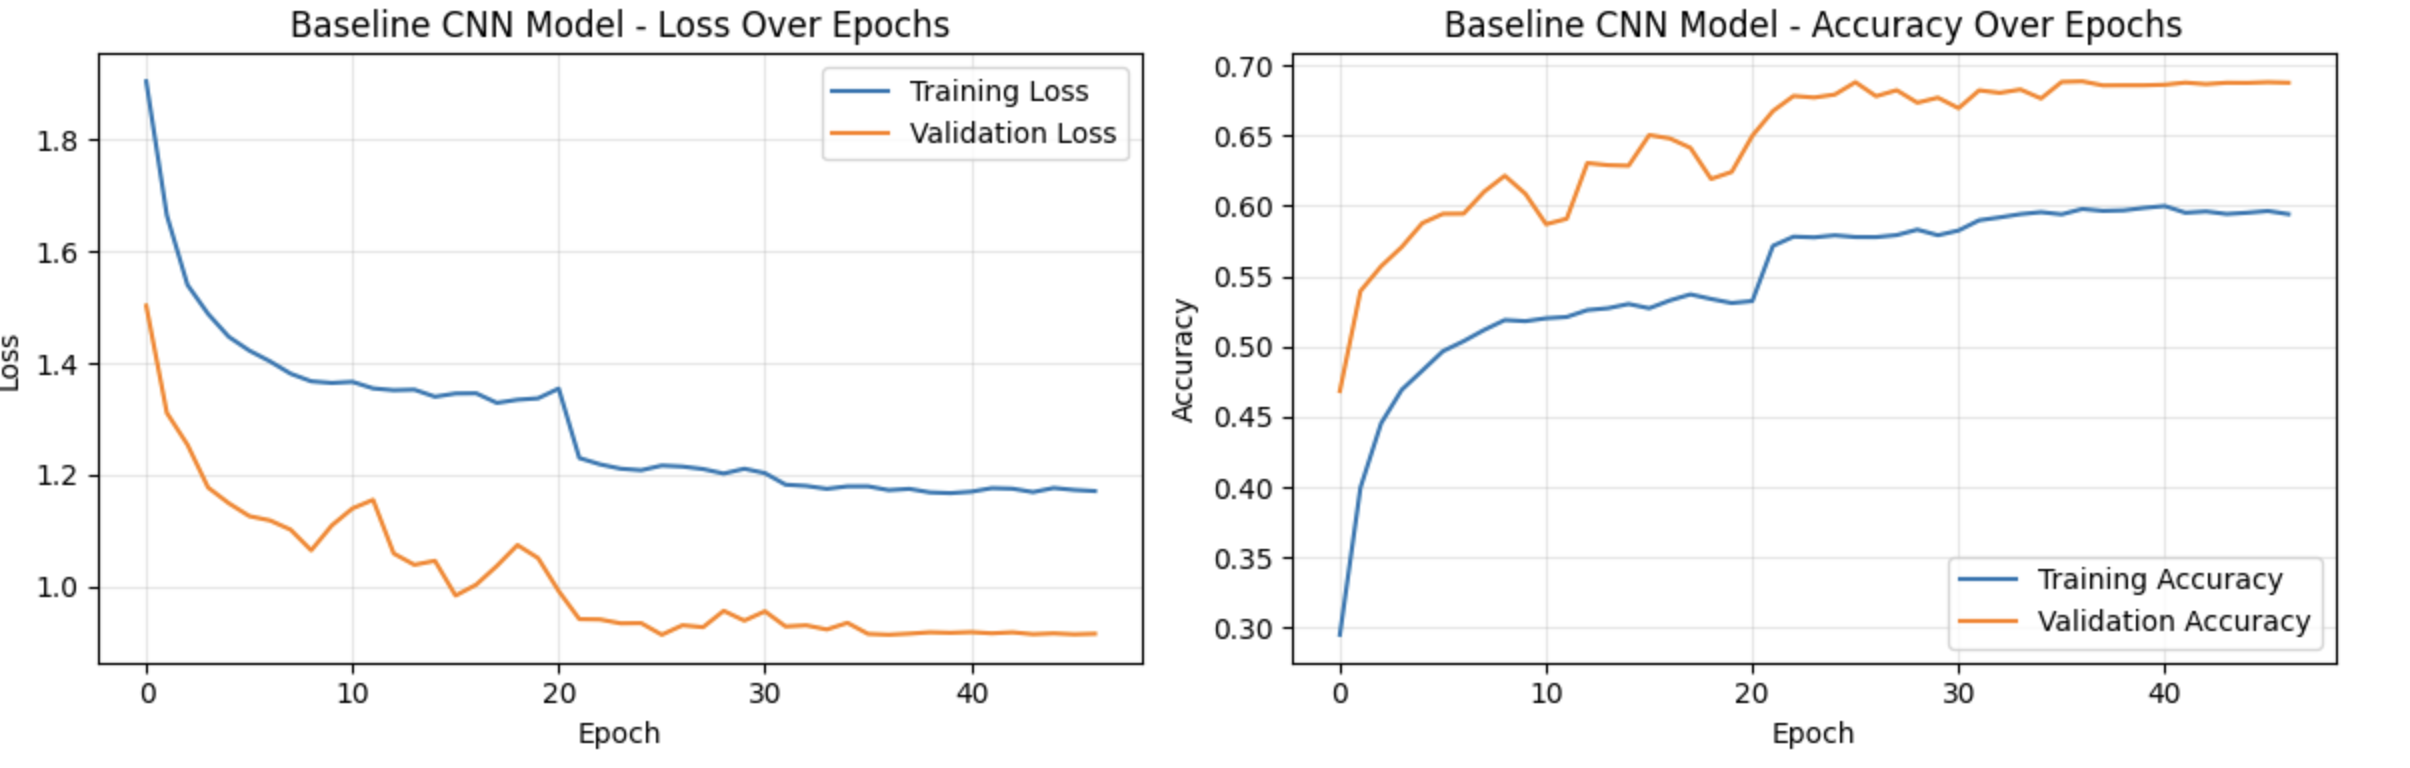 Baseline CNN Model - Loss Over Epochs
Training Loss
Validation Loss
1.8
1.6
1.4
1.2
1.0
Loss
0 10 20 30 40
Epoch
Baseline CNN Model - Accuracy Over Epochs
0.70
0.65
0.60
0.55
0.50
0.45
0.40
0.35
0.30
Accuracy
Training Accuracy
Validation Accuracy
0 10 20 30 40
Epoch